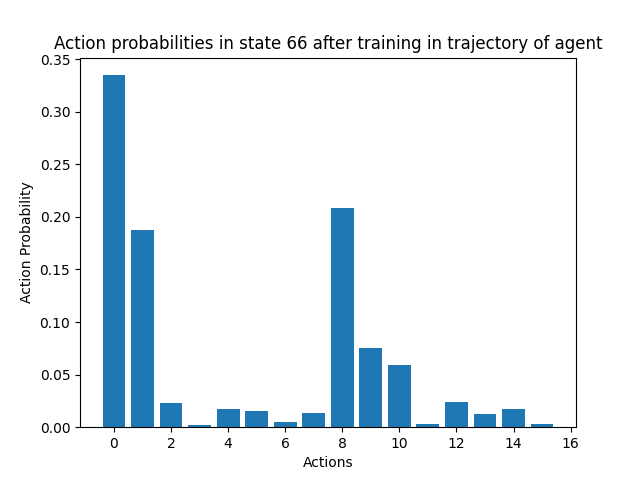 Action probabilities in state 66 after training in trajectory of agent
0.35
0.30
0.25
0.20
0.15
0.10
0.05
0.00
Action Probability
0 2 4 6 8 10 12 14 16
Actions